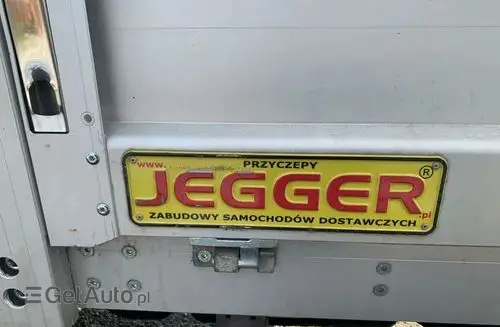 www.
PRZYCZEPY
JEGGER®
.pl
ZABUDOWY SAMOCHODÓW DOSTAWCZYCH
GetAuto.pl